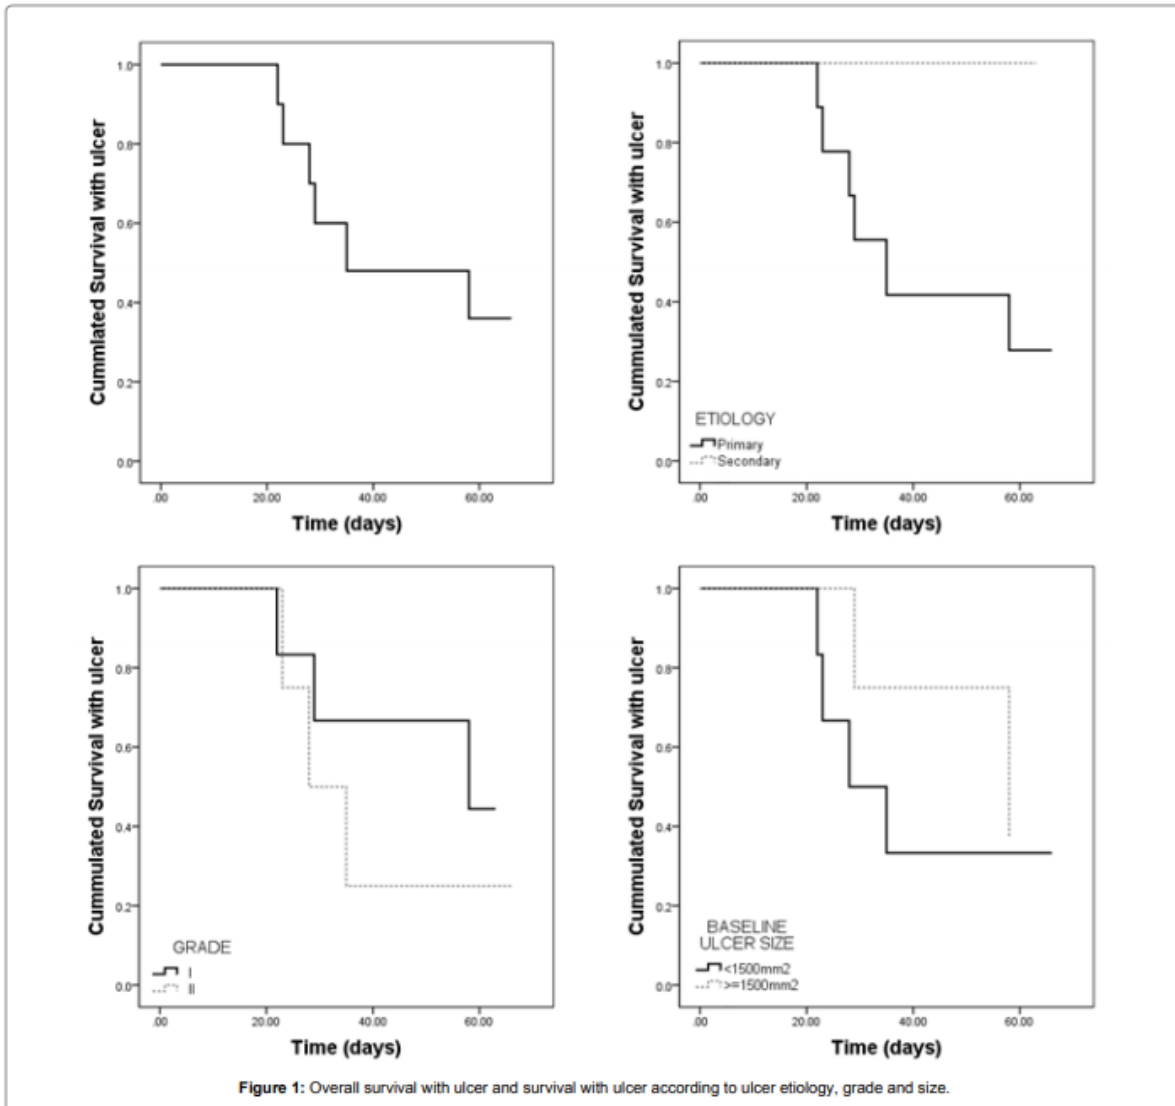 Cummlated Survival with ulcer
1.0
0.8
0.6
0.4
0.2
0.0
.00 20.00 40.00 60.00
Time (days)
Cummulated Survival with ulcer
1.0
0.8
0.6
0.4
0.2
0.0
ETIOLOGY
Primary
Secondary
.00 20.00 40.00 60.00
Time (days)
Cummulated Survival with ulcer
1.0
0.8
0.6
0.4
0.2
0.0
GRADE
I
II
.00 20.00 40.00 60.00
Time (days)
Cummulated Survival with ulcer
1.0
0.8
0.6
0.4
0.2
0.0
BASELINE
ULCER SIZE
<1500mm2
>=1500mm2
.00 20.00 40.00 60.00
Time (days)
Figure 1: Overall survival with ulcer and survival with ulcer according to ulcer etiology, grade and size.